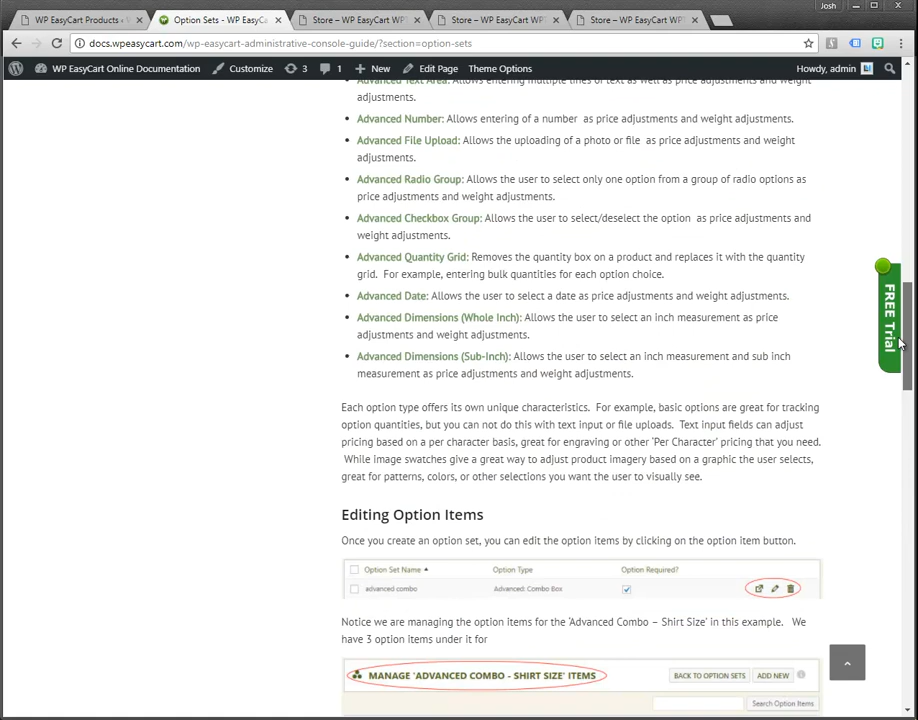 Josh
WP EasyCart Products ‹
Option Sets - WP EasyCa
Store – WP EasyCart WP
Store – WP EasyCart WP
Store – WP EasyCart WP
docs.wpeasycart.com/wp-easycart-administrative-console-guide/?section=option-sets
WP EasyCart Online Documentation Customize 3 1 New Edit Page Theme Options Howdy, admin
Advanced Text Area: Allows entering multiple lines of text as well as price adjustments and weight
adjustments.
Advanced Number: Allows entering of a number as price adjustments and weight adjustments.
Advanced File Upload: Allows the uploading of a photo or file as price adjustments and weight
adjustments.
Advanced Radio Group: Allows the user to select only one option from a group of radio options as
price adjustments and weight adjustments.
Advanced Checkbox Group: Allows the user to select/deselect the option as price adjustments and
weight adjustments.
Advanced Quantity Grid: Removes the quantity box on a product and replaces it with the quantity
grid. For example, entering bulk quantities for each option choice.
Advanced Date: Allows the user to select a date as price adjustments and weight adjustments.
Advanced Dimensions (Whole Inch): Allows the user to select an inch measurement as price
adjustments and weight adjustments.
Advanced Dimensions (Sub-Inch): Allows the user to select an inch measurement and sub inch
measurement as price adjustments and weight adjustments.
FREE Trial
Each option type offers its own unique characteristics. For example, basic options are great for tracking
option quantities, but you can not do this with text input or file uploads. Text input fields can adjust
pricing based on a per character basis, great for engraving or other 'Per Character' pricing that you need.
While image swatches give a great way to adjust product imagery based on a graphic the user selects,
great for patterns, colors, or other selections you want the user to visually see.
Editing Option Items
Once you create an option set, you can edit the option items by clicking on the option item button.
Option Set Name Option Type Option Required?
advanced combo Advanced: Combo Box
Notice we are managing the option items for the 'Advanced Combo – Shirt Size' in this example. We
have 3 option items under it for
MANAGE 'ADVANCED COMBO - SHIRT SIZE' ITEMS BACK TO OPTION SETS ADD NEW
Search Option Items